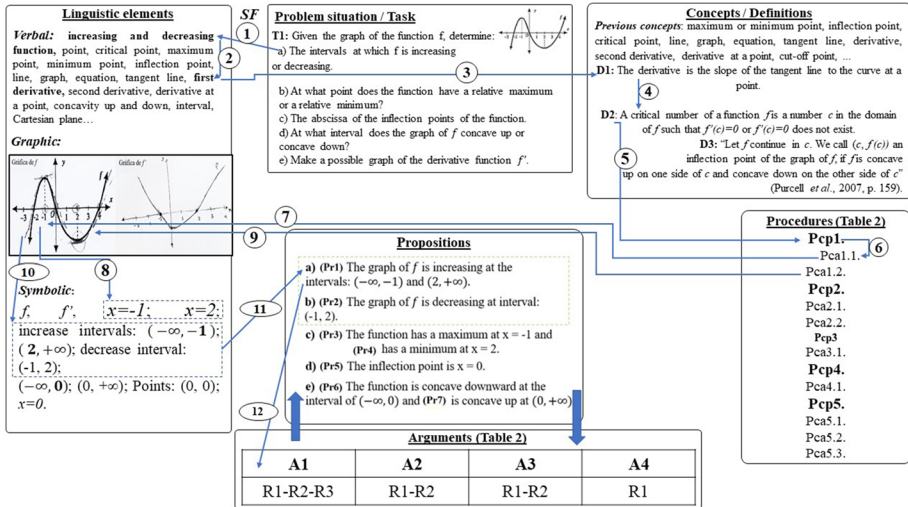 Linguistic elements
Verbal: increasing and decreasing
function, point, critical point, maximum
point, minimum point, inflection point,
line, graph, equation, tangent line, first
derivative, second derivative, derivative at
a point, concavity up and down, interval,
Cartesian plane…
Graphic:
Gráfica de f
y
f
x
-3 -2 -1 0 1 2 3 4
Gráfica de f'
10
8
Symbolic:
f, f', x=-1; x=2;
increase intervals: (−∞,−1);
(2,+∞); decrease interval:
(-1, 2);
(−∞,0); (0, +∞); Points: (0, 0);
x=0.
SF
1
2
3
Problem situation / Task
T1: Given the graph of the function f, determine:
a) The intervals at which f is increasing
or decreasing.
b) At what point does the function have a relative maximum
or a relative minimum?
c) The abscissa of the inflection points of the function.
d) At what interval does the graph of f concave up or
concave down?
e) Make a possible graph of the derivative function f'.
Concepts / Definitions
Previous concepts: maximum or minimum point, inflection point,
critical point, line, graph, equation, tangent line, derivative,
second derivative, derivative at a point, cut-off point, ...
D1: The derivative is the slope of the tangent line to the curve at a
point.
4
D2: A critical number of a function f is a number c in the domain
of f such that f'(c)=0 or f'(c)=0 does not exist.
5
D3: “Let f continue in c. We call (c, f(c)) an
inflection point of the graph of f, if f is concave
up on one side of c and concave down on the other side of c”
(Purcell et al., 2007, p. 159).
7
9
11
12
Propositions
a) (Pr1) The graph of f is increasing at the
intervals: (−∞,−1) and (2,+∞).
b) (Pr2) The graph of f is decreasing at interval:
(-1, 2).
c) (Pr3) The function has a maximum at x = -1 and
(Pr4) has a minimum at x = 2.
d) (Pr5) The inflection point is x = 0.
e) (Pr6) The function is concave downward at the
interval of (−∞,0) and (Pr7) is concave up at (0,+∞)
Procedures (Table 2)
Pcp1.
6
Pca1.1.
Pca1.2.
Pcp2.
Pca2.1.
Pca2.2.
Pcp3
Pca3.1.
Pcp4.
Pca4.1.
Pcp5.
Pca5.1.
Pca5.2.
Pca5.3.
Arguments (Table 2)
A1 A2 A3 A4
R1-R2-R3 R1-R2 R1-R2 R1